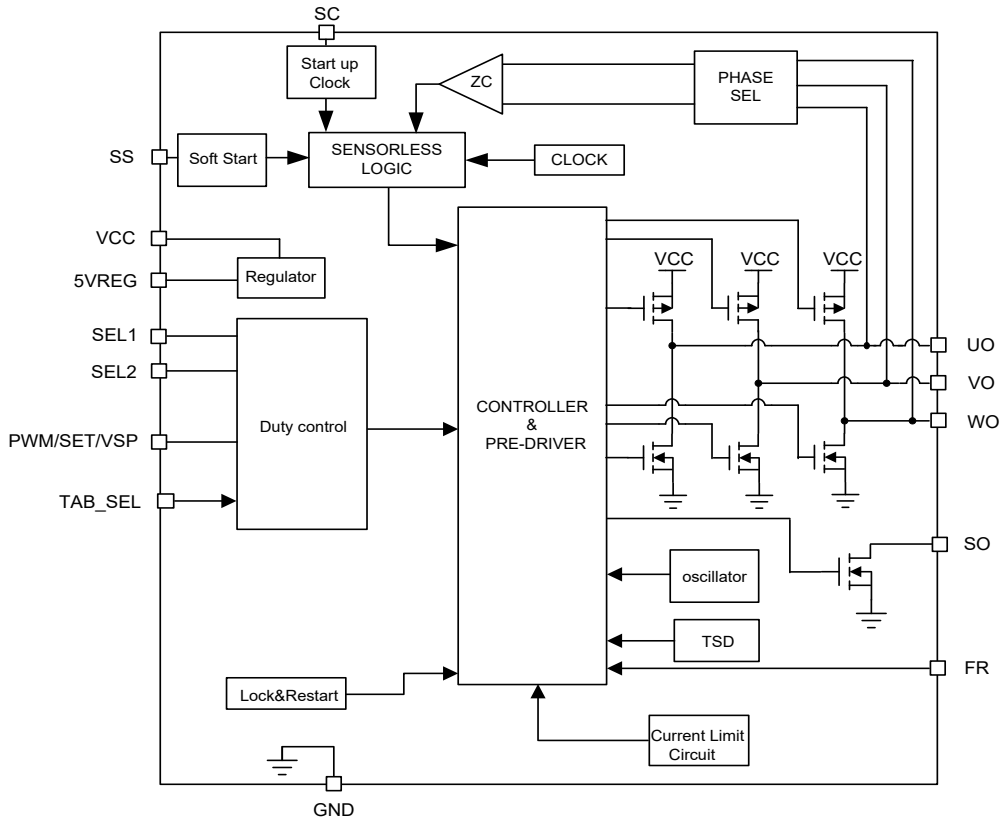 SC
Start up
Clock
ZC
PHASE
SEL
SS
Soft Start
SENSORLESS
LOGIC
CLOCK
VCC
5VREG
Regulator
VCC
VCC
VCC
SEL1
SEL2
PWM/SET/VSP
TAB_SEL
Duty control
CONTROLLER
&
PRE-DRIVER
UO
VO
WO
SO
oscillator
TSD
FR
Lock&Restart
Current Limit
Circuit
GND